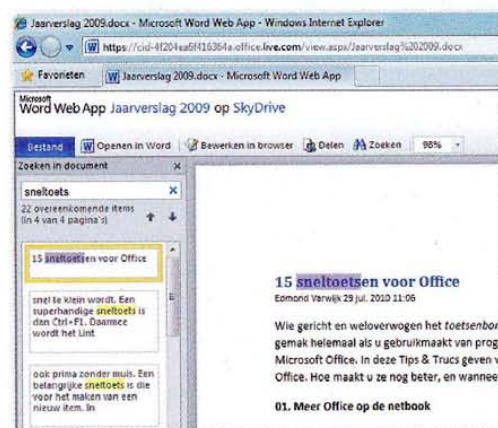 Jaarverslag 2009.docx - Microsoft Word Web App - Windows Internet Explorer
https://cid-4f204ea6f416364a.office.live.com/view.aspx/Jaarverslag%202009.docx
Favorieten
Jaarverslag 2009.docx - Microsoft Word Web App
Microsoft
Word Web App Jaarverslag 2009 op SkyDrive
Bestand Openen in Word Bewerken in browser Delen Zoeken 98%
Zoeken in document x
sneltoets x
22 overeenkomende items
(in 4 van 4 pagina's)
15 sneltoetsen voor Office
snel te klein wordt. Een
superhandige sneltoets is
dan Ctrl+F1. Daarmee
wordt het Lint
ook prima zonder muis. Een
belangrijke sneltoets is die
voor het maken van een
nieuw item. In
15 sneltoetsen voor Office
Edmond Varwijk 29 jul. 2010 11:06
Wie gericht en weloverwogen het toetsenbor
gemak helemaal als u gebruikmaakt van prog
Microsoft Office. In deze Tips & Trucs geven v
Office. Hoe maakt u ze nog beter, en wannee
01. Meer Office op de netbook